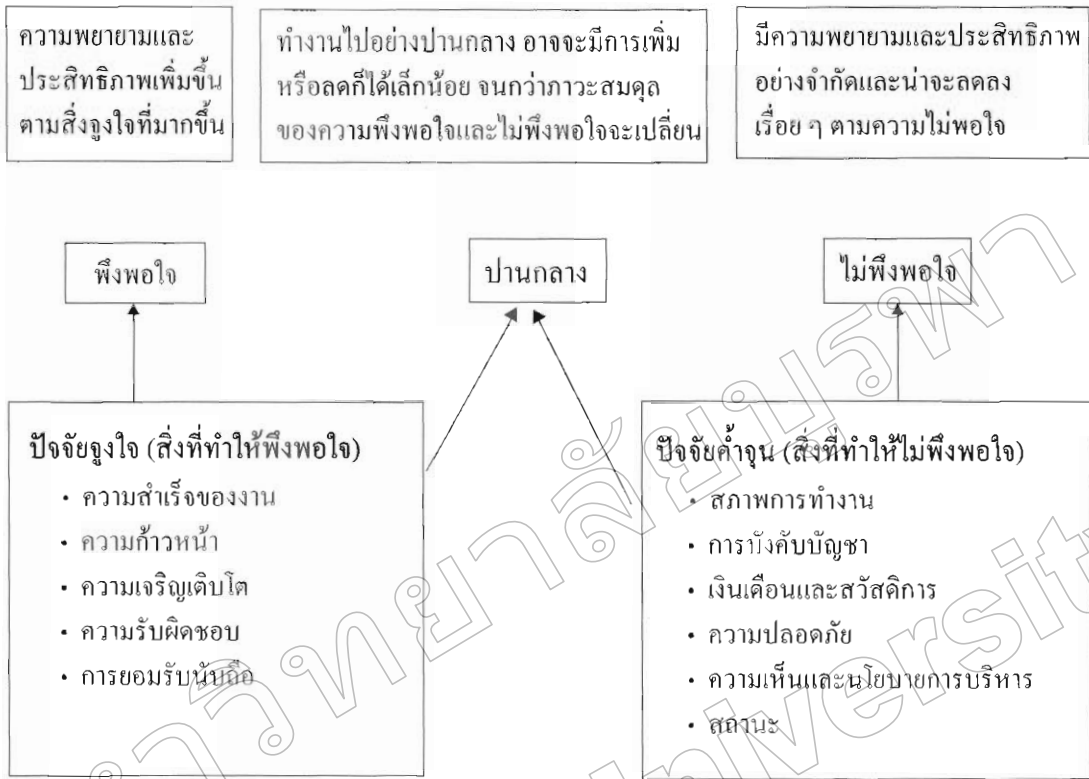 ความพยายามและ
ประสิทธิภาพเพิ่มขึ้น
ตามสิ่งจูงใจที่มากขึ้น
ทำงานไปอย่างปานกลาง อาจจะมีการเพิ่ม
หรือลดก็ได้เล็กน้อย จนกว่าภาวะสมดุล
ของความพึงพอใจและไม่พึงพอใจจะเปลี่ยน
มีความพยายามและประสิทธิภาพ
อย่างจำกัดและน่าจะลดลง
เรื่อย ๆ ตามความไม่พอใจ
พึงพอใจ
ปานกลาง
ไม่พึงพอใจ
ปัจจัยจูงใจ (สิ่งที่ทำให้พึงพอใจ)
• ความสำเร็จของงาน
• ความก้าวหน้า
• ความเจริญเติบโต
• ความรับผิดชอบ
• การยอมรับนับถือ
ปัจจัยค้ำจุน (สิ่งที่ทำให้ไม่พึงพอใจ)
• สภาพการทำงาน
• การบังคับบัญชา
• เงินเดือนและสวัสดิการ
• ความปลอดภัย
• ความเห็นและนโยบายการบริหาร
• สถานะ
าวิทยาลัยบูรพา
Universit